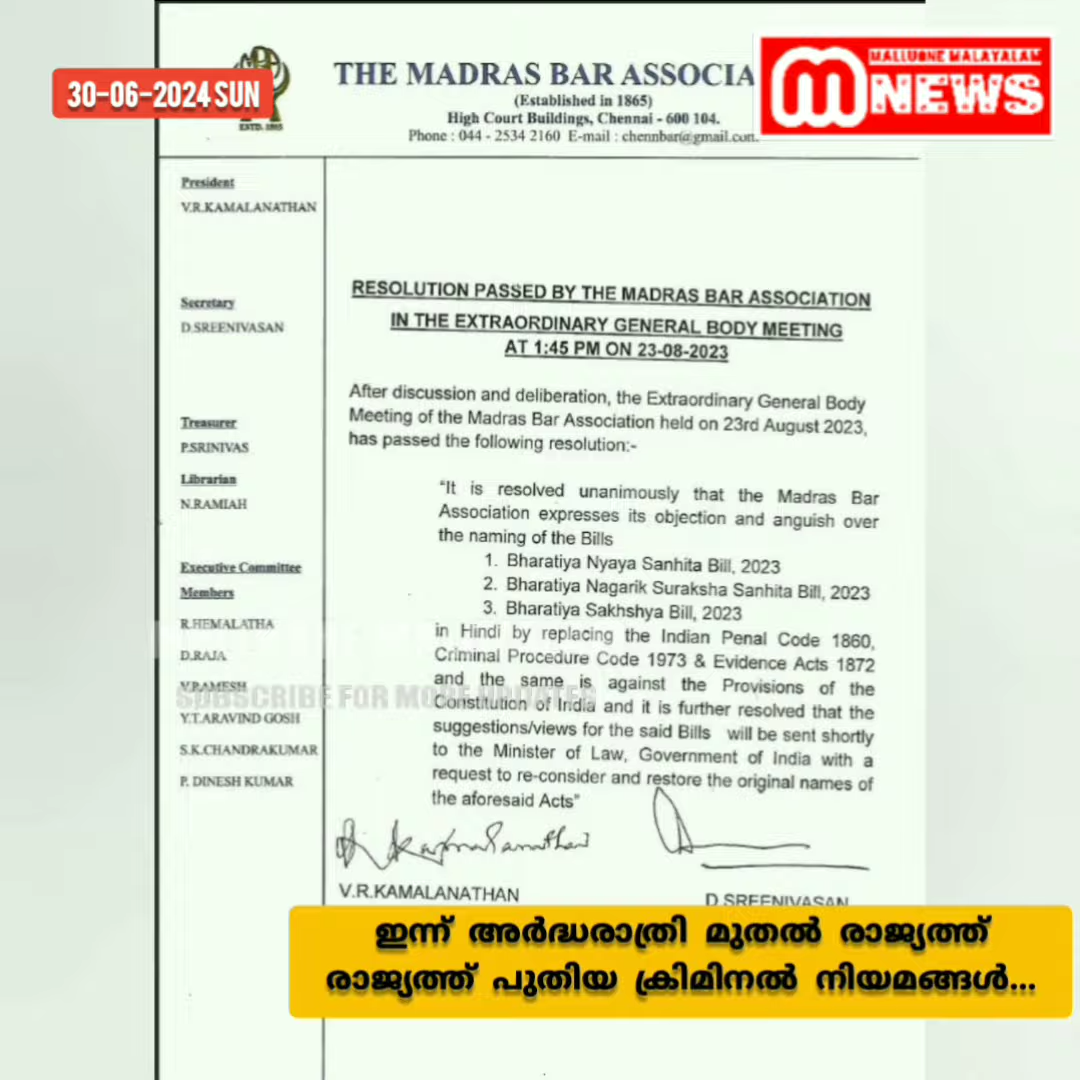 30-06-2024 SUN
THE MADRAS BAR ASSOCIA
(Established in 1865)
High Court Buildings, Chennai - 600 104.
Phone : 044 - 2534 2160 E-mail : chennbar@gmail.com.
ESTD. 1865
MALLUONE MALAYALAM
NEWS
President
V.R.KAMALANATHAN
Secretary
D.SREENIVASAN
Treasurer
P.SRINIVAS
Librarian
N.RAMIAH
Executive Committee
Members
R.HEMALATHA
D.RAJA
V.RAMESH
Y.T.ARAVIND GOSH
S.K.CHANDRAKUMAR
P. DINESH KUMAR
RESOLUTION PASSED BY THE MADRAS BAR ASSOCIATION
IN THE EXTRAORDINARY GENERAL BODY MEETING
AT 1:45 PM ON 23-08-2023
After discussion and deliberation, the Extraordinary General Body
Meeting of the Madras Bar Association held on 23rd August 2023,
has passed the following resolution:-
"It is resolved unanimously that the Madras Bar
Association expresses its objection and anguish over
the naming of the Bills
1. Bharatiya Nyaya Sanhita Bill, 2023
2. Bharatiya Nagarik Suraksha Sanhita Bill, 2023
3. Bharatiya Sakhshya Bill, 2023
in Hindi by replacing the Indian Penal Code 1860,
Criminal Procedure Code 1973 & Evidence Acts 1872
and the same is against the Provisions of the
Constitution of India and it is further resolved that the
suggestions/views for the said Bills will be sent shortly
to the Minister of Law, Government of India with a
request to re-consider and restore the original names of
the aforesaid Acts"
SUBSCRIBE FOR MORE UPDATES
V.R.KAMALANATHAN
D.SREENIVASAN
ഇന്ന് അർദ്ധരാത്രി മുതൽ രാജ്യത്ത്
രാജ്യത്ത് പുതിയ ക്രിമിനൽ നിയമങ്ങൾ...